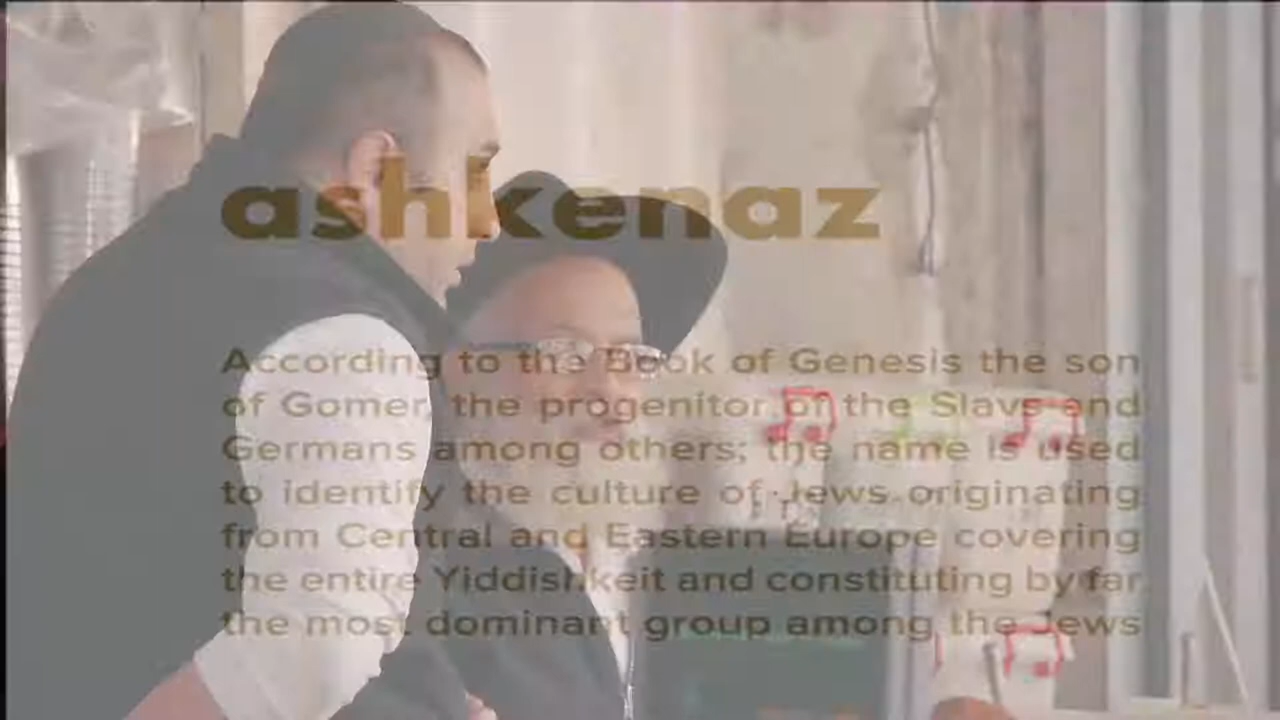 ashkenaz
According to the Book of Genesis the son
of Gomer, the progenitor of the Slavs and
Germans among others; the name is used
to identify the culture of Jews originating
from Central and Eastern Europe covering
the entire Yiddishkeit and constituting by far
the most dominant group among the Jews